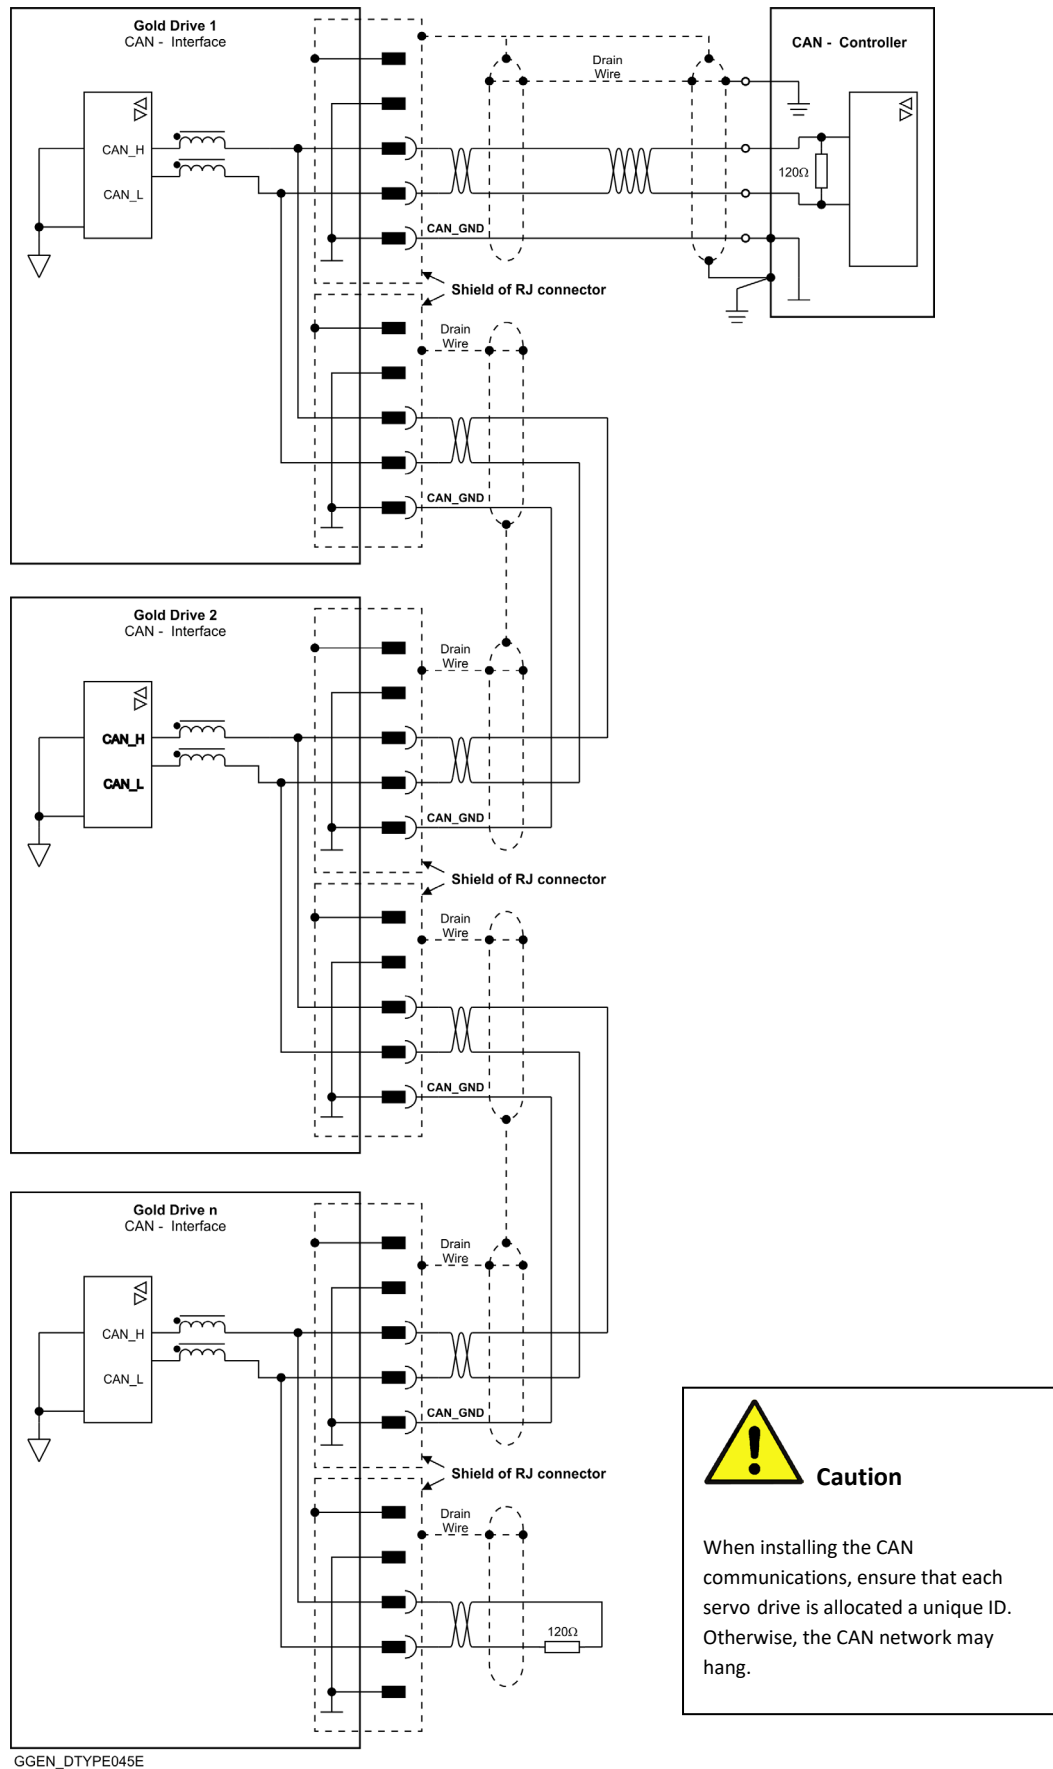 Gold Drive 1
CAN - Interface
CAN - Controller
Drain
Wire
CAN_H
CAN_L
120Ω
CAN_GND
Shield of RJ connector
Drain
Wire
CAN_GND
Gold Drive 2
CAN - Interface
Drain
Wire
CAN_H
CAN_L
CAN_GND
Shield of RJ connector
Drain
Wire
CAN_GND
Gold Drive n
CAN - Interface
Drain
Wire
CAN_H
CAN_L
CAN_GND
Shield of RJ connector
Drain
Wire
120Ω
Caution
When installing the CAN
communications, ensure that each
servo drive is allocated a unique ID.
Otherwise, the CAN network may
hang.
GGEN_DTYPE045E